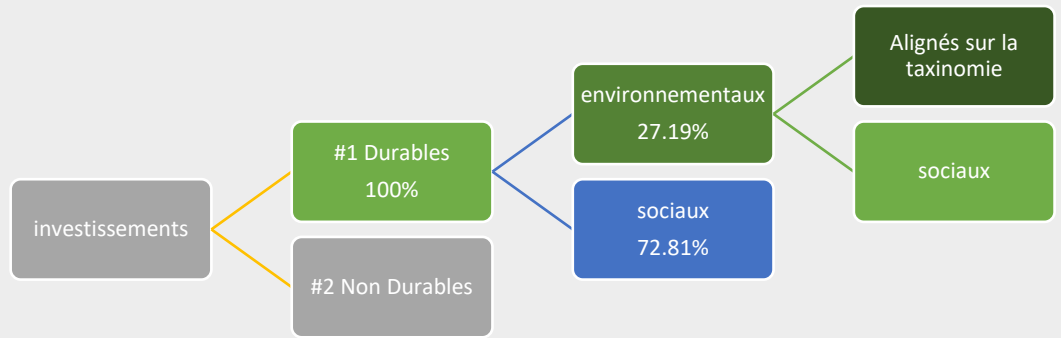 investissements
#1 Durables
100%
#2 Non Durables
environnementaux
27.19%
sociaux
72.81%
Alignés sur la
taxinomie
sociaux